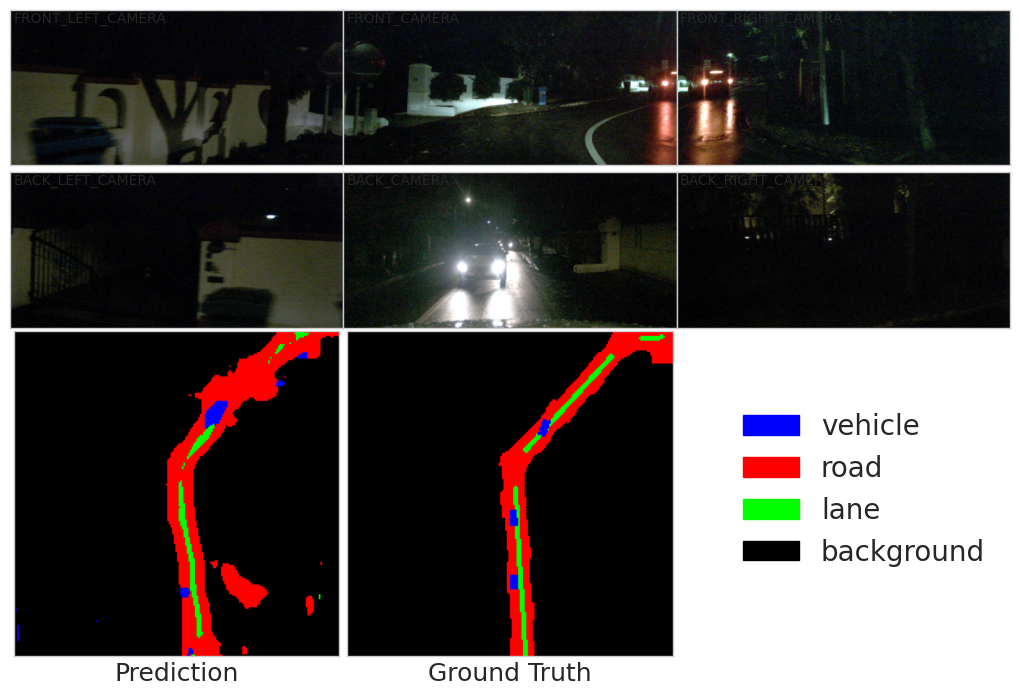 FRONT_LEFT_CAMERA
FRONT_CAMERA
FRONT_RIGHT_CAMERA
BACK_LEFT_CAMERA
BACK_CAMERA
BACK_RIGHT_CAMERA
vehicle
road
lane
background
Prediction
Ground Truth